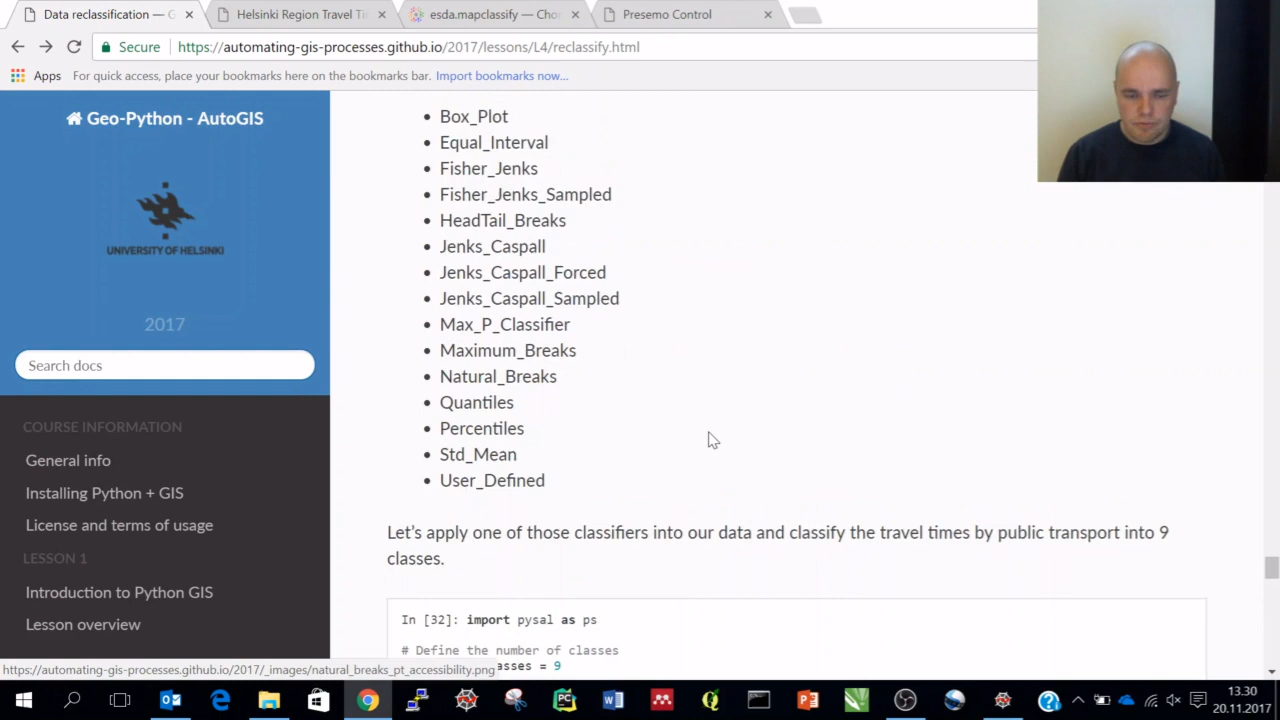 Data reclassification — G
Helsinki Region Travel Ti
esda.mapclassify — Cho
Presemo Control
Secure
https://automating-gis-processes.github.io/2017/lessons/L4/reclassify.html
Apps
For quick access, place your bookmarks here on the bookmarks bar. Import bookmarks now...
Geo-Python - AutoGIS
UNIVERSITY OF HELSINKI
2017
Search docs
COURSE INFORMATION
General info
Installing Python + GIS
License and terms of usage
LESSON 1
Introduction to Python GIS
Lesson overview
Box_Plot
Equal_Interval
Fisher_Jenks
Fisher_Jenks_Sampled
HeadTail_Breaks
Jenks_Caspall
Jenks_Caspall_Forced
Jenks_Caspall_Sampled
Max_P_Classifier
Maximum_Breaks
Natural_Breaks
Quantiles
Percentiles
Std_Mean
User_Defined
Let's apply one of those classifiers into our data and classify the travel times by public transport into 9
classes.
In [32]: import pysal as ps
# Define the number of classes
asses = 9
https://automating-gis-processes.github.io/2017/_images/natural_breaks_pt_accessibility.png
13.30
20.11.2017